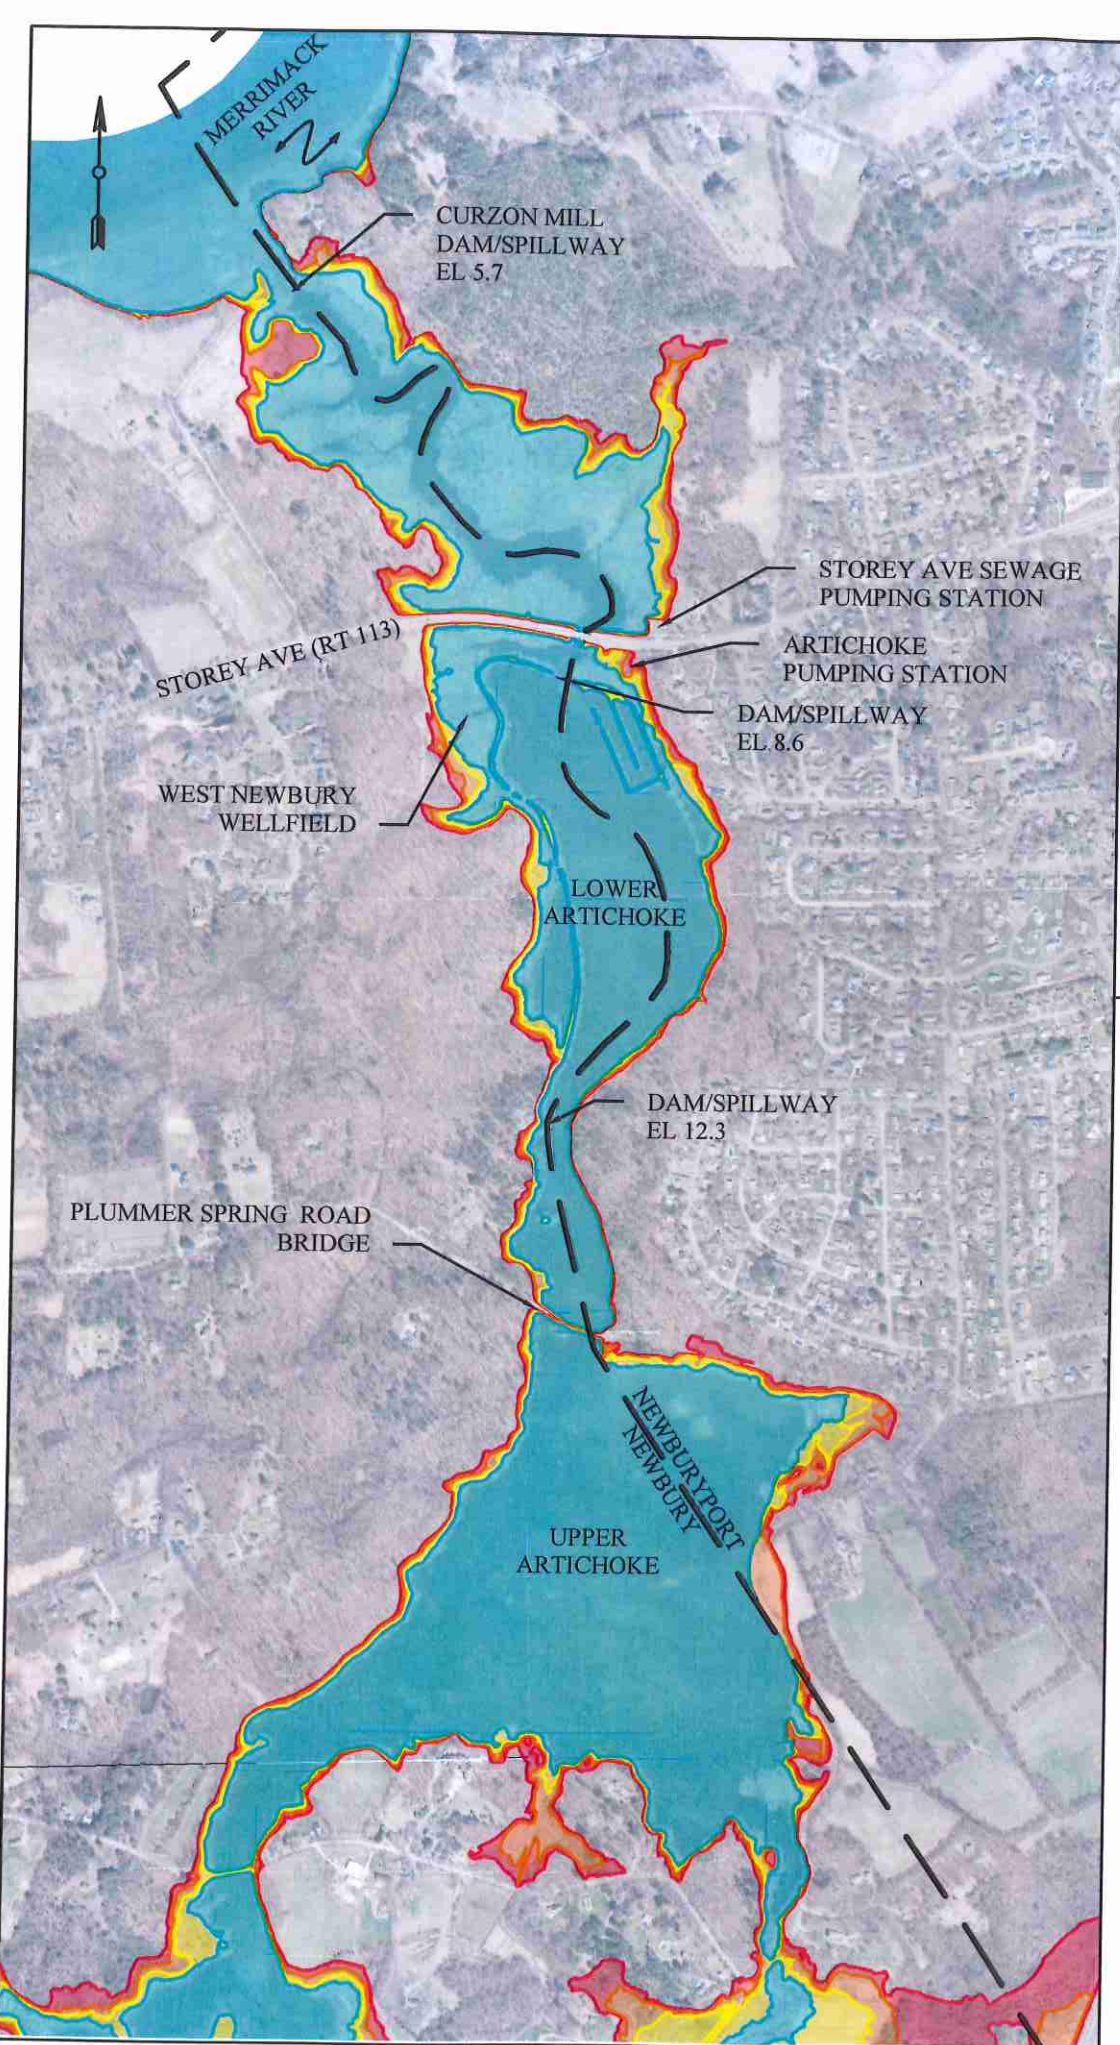 MERRIMACK
RIVER
CURZON MILL
DAM/SPILLWAY
EL 5.7
STOREY AVE SEWAGE
PUMPING STATION
STOREY AVE (RT 113)
ARTICHOKE
PUMPING STATION
DAM/SPILLWAY
EL 8.6
WEST NEWBURY
WELLFIELD
LOWER
ARTICHOKE
DAM/SPILLWAY
EL 12.3
PLUMMER SPRING ROAD
BRIDGE
NEWBURYPORT
NEWBURY
UPPER
ARTICHOKE